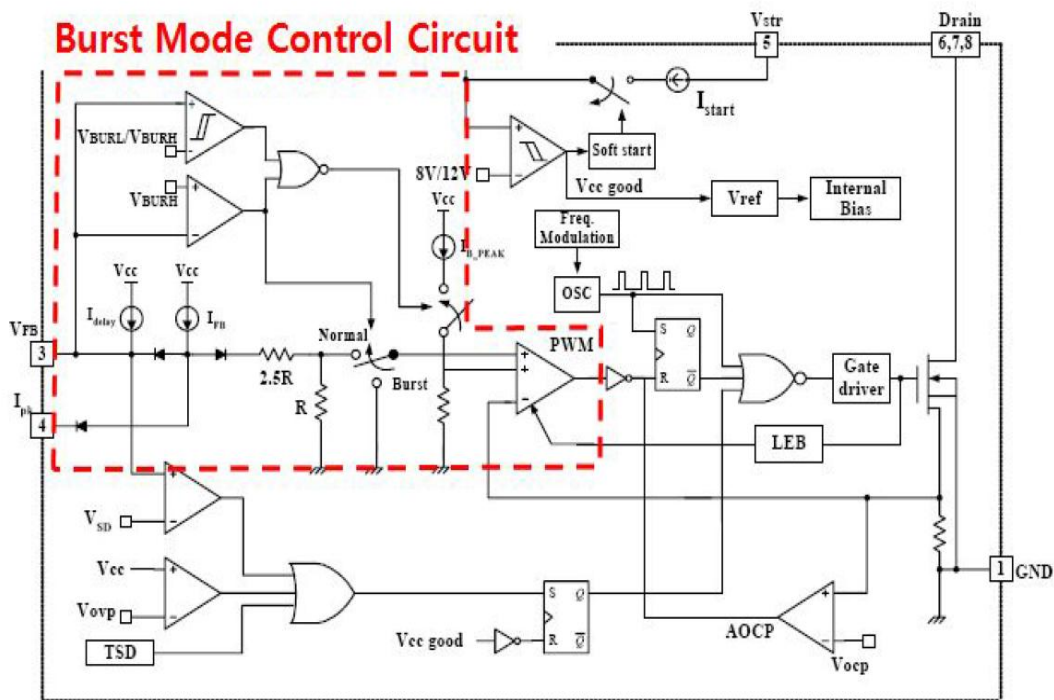 Burst Mode Control Circuit
Vstr
5
Drain
6,7,8
Istart
Soft start
VBURL/VBURH
+
-
8V/12V
+
-
Vcc good
Vref
Internal
Bias
VBURH
+
-
Vcc
IB_PEAK
Freq.
Modulation
OSC
Vcc
Vcc
Idelay
IFB
VFB
3
Normal
2.5R
R
Burst
PWM
+
+
-
S Q
R Q
Gate
driver
Ipk
4
LEB
+
-
VSD
Vcc
+
-
Vovp
TSD
S Q
R Q
Vcc good
AOCP
+
-
Vocp
1
GND